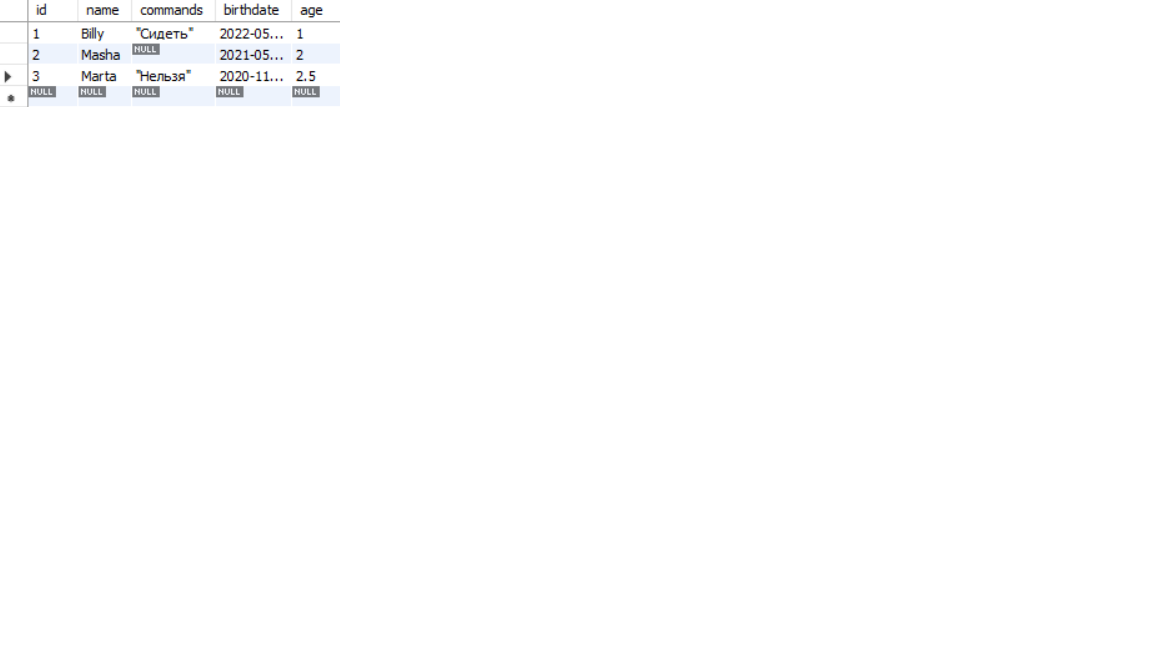 id name commands birthdate age
1 Billy "Сидеть" 2022-05... 1
2 Masha NULL 2021-05... 2
3 Marta "Нельзя" 2020-11... 2.5
NULL NULL NULL NULL NULL